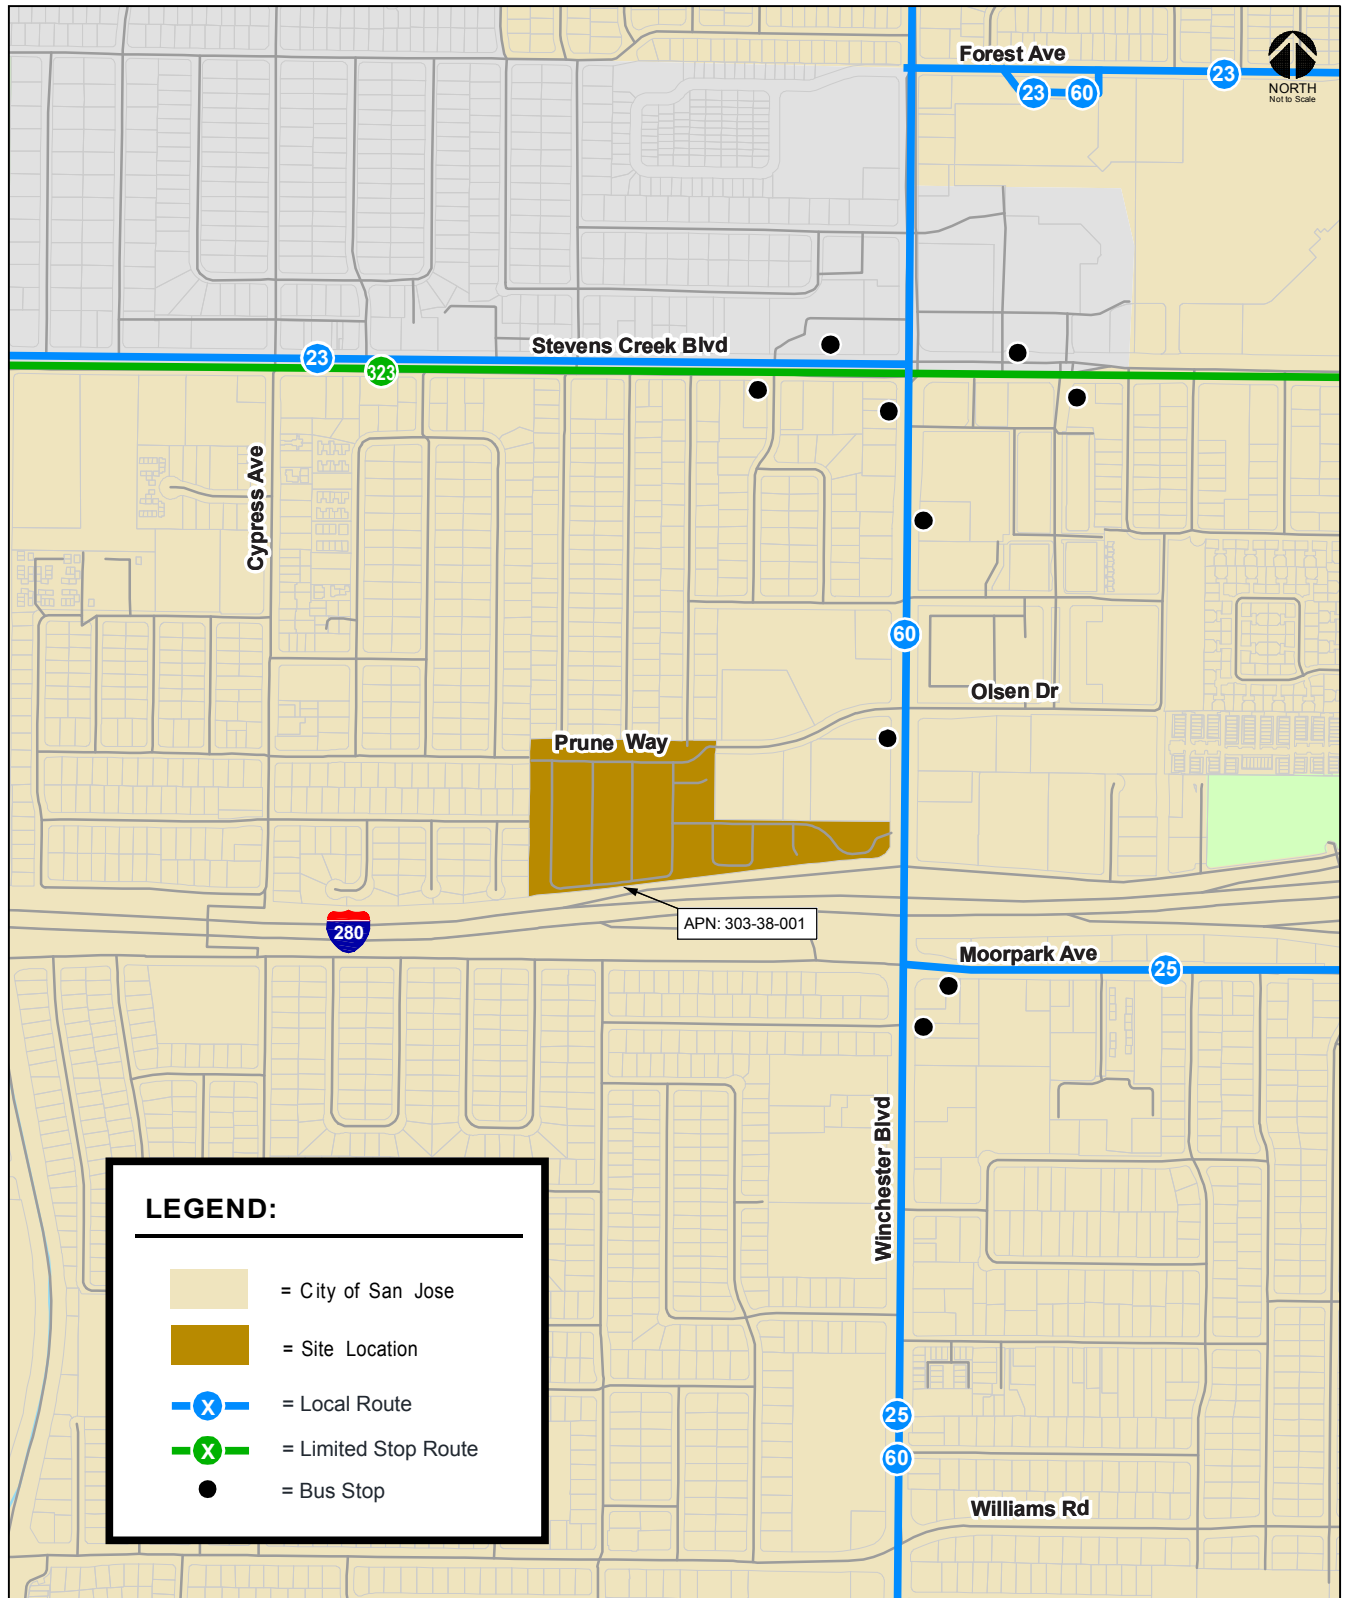 Forest Ave
23
23
60
NORTH
Not to Scale
Stevens Creek Blvd
23
323
Cypress Ave
60
Olsen Dr
Prune Way
APN: 303-38-001
280
Moorpark Ave
25
Winchester Blvd
LEGEND:
= City of San Jose
= Site Location
X = Local Route
X = Limited Stop Route
= Bus Stop
25
60
Williams Rd